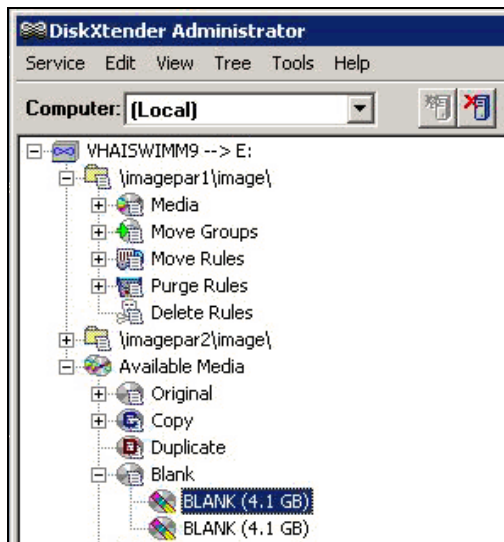 DiskXtender Administrator
Service Edit View Tree Tools Help
Computer: (Local)
VHAISWIMM9 --> E:
\imagepar1\image\
Media
Move Groups
Move Rules
Purge Rules
Delete Rules
\imagepar2\image\
Available Media
Original
Copy
Duplicate
Blank
BLANK (4.1 GB)
BLANK (4.1 GB)